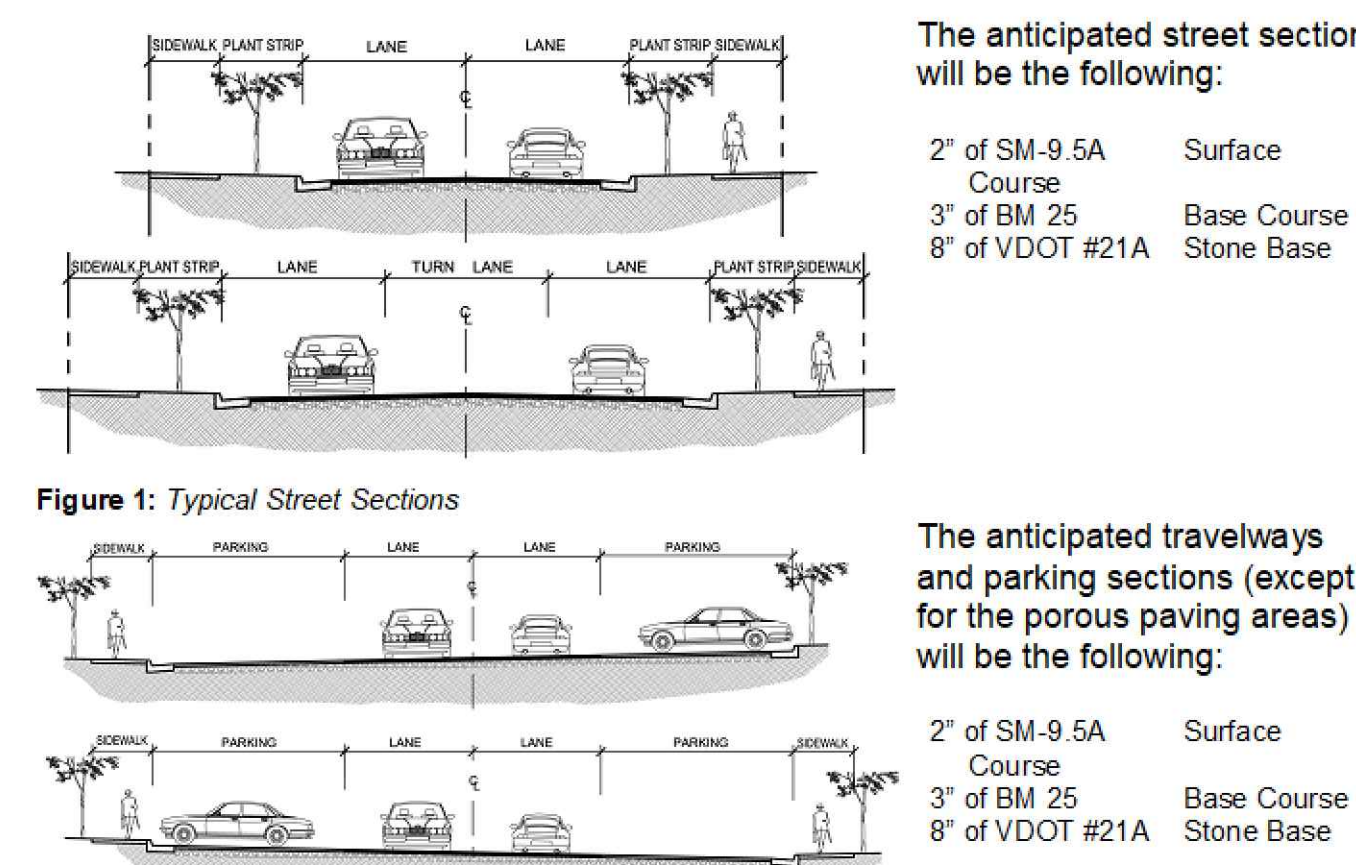 SIDEWALK PLANT STRIP LANE LANE PLANT STRIP SIDEWALK
The anticipated street section
will be the following:
2" of SM-9.5A Surface
Course
3" of BM 25 Base Course
8" of VDOT #21A Stone Base
SIDEWALK PLANT STRIP LANE TURN LANE LANE PLANT STRIP SIDEWALK
Figure 1: Typical Street Sections
SIDEWALK PARKING LANE LANE PARKING
The anticipated travelways
and parking sections (except
for the porous paving areas)
will be the following:
SIDEWALK PARKING LANE LANE PARKING SIDEWALK
2" of SM-9.5A Surface
Course
3" of BM 25 Base Course
8" of VDOT #21A Stone Base